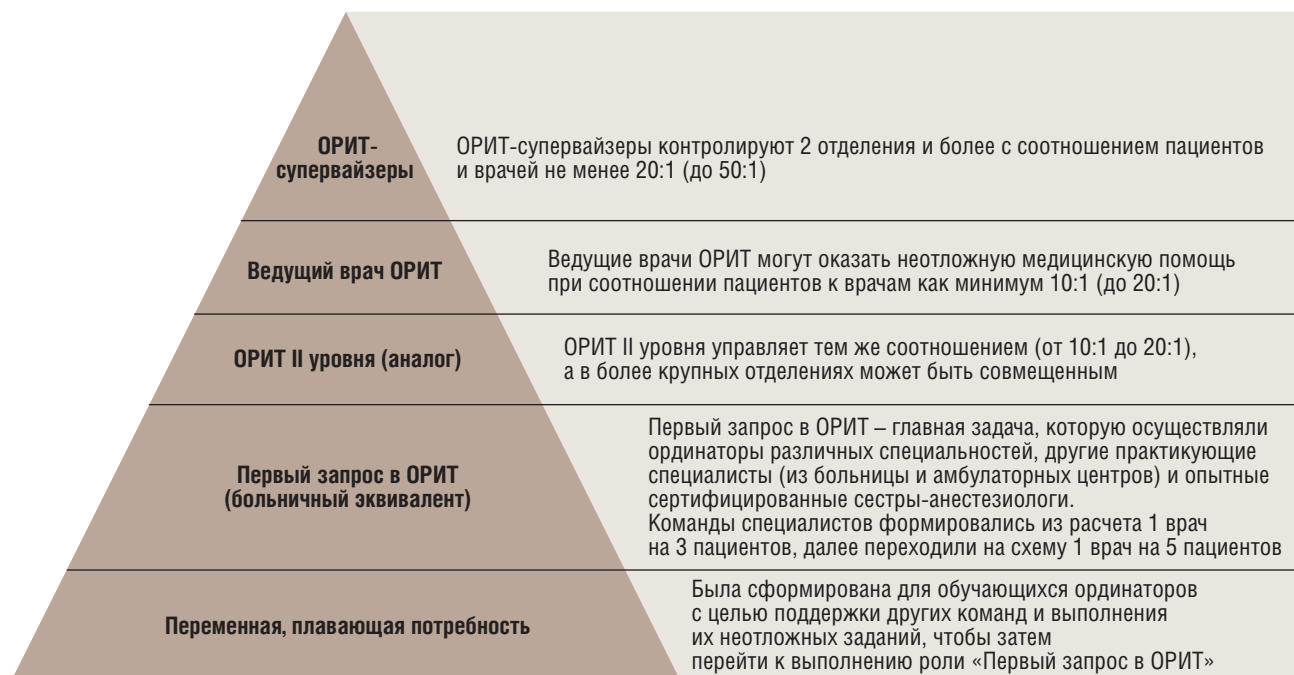 ОРИТ-
супервайзеры
ОРИТ-супервайзеры контролируют 2 отделения и более с соотношением пациентов
и врачей не менее 20:1 (до 50:1)
Ведущий врач ОРИТ
Ведущие врачи ОРИТ могут оказать неотложную медицинскую помощь
при соотношении пациентов к врачам как минимум 10:1 (до 20:1)
ОРИТ II уровня (аналог)
ОРИТ II уровня управляет тем же соотношением (от 10:1 до 20:1),
а в более крупных отделениях может быть совмещенным
Первый запрос в ОРИТ
(больничный эквивалент)
Первый запрос в ОРИТ – главная задача, которую осуществляли
ординаторы различных специальностей, другие практикующие
специалисты (из больницы и амбулаторных центров) и опытные
сертифицированные сестры-анестезиологи.
Команды специалистов формировались из расчета 1 врач
на 3 пациентов, далее переходили на схему 1 врач на 5 пациентов
Переменная, плавающая потребность
Была сформирована для обучающихся ординаторов
с целью поддержки других команд и выполнения
их неотложных заданий, чтобы затем
перейти к выполнению роли «Первый запрос в ОРИТ»